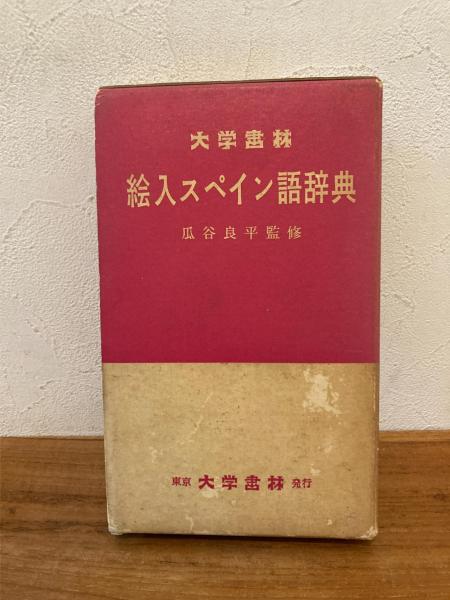 大学書林
絵入スペイン語辞典
瓜谷良平監修
東京 大学書林 発行